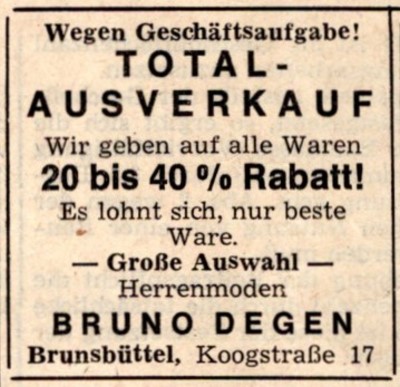 Wegen Geschäftsaufgabe!
TOTAL-
AUSVERKAUF
Wir geben auf alle Waren
20 bis 40 % Rabatt!
Es lohnt sich, nur beste
Ware.
— Große Auswahl —
Herrenmoden
BRUNO DEGEN
Brunsbüttel, Koogstraße 17